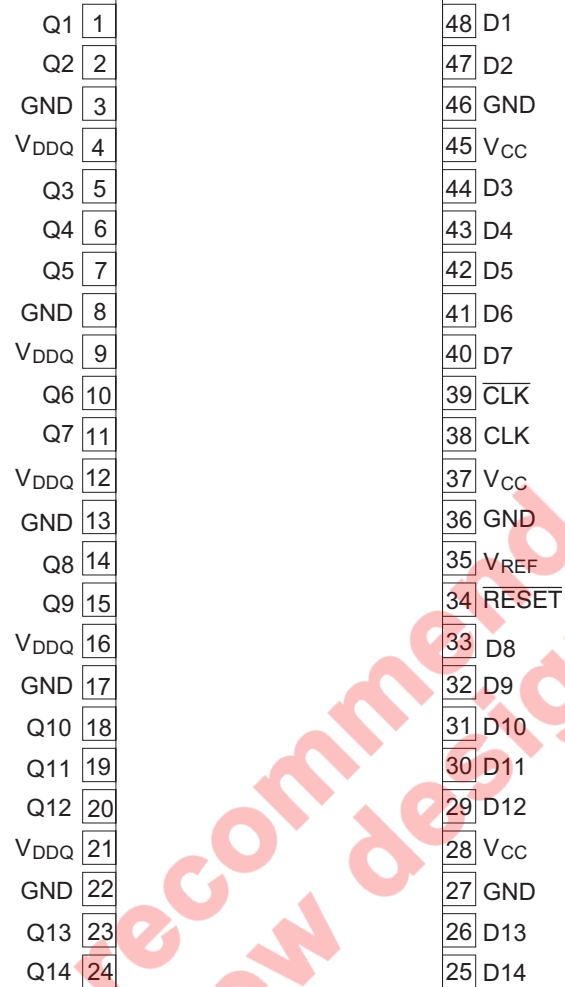 Q1 1 48 D1
Q2 2 47 D2
GND 3 46 GND
VDDQ 4 45 VCC
Q3 5 44 D3
Q4 6 43 D4
Q5 7 42 D5
GND 8 41 D6
VDDQ 9 40 D7
Q6 10 39 CLK
Q7 11 38 CLK
VDDQ 12 37 VCC
GND 13 36 GND
Q8 14 35 VREF
Q9 15 34 RESET
VDDQ 16 33 D8
GND 17 32 D9
Q10 18 31 D10
Q11 19 30 D11
Q12 20 29 D12
VDDQ 21 28 VCC
GND 22 27 GND
Q13 23 26 D13
Q14 24 25 D14
recommend